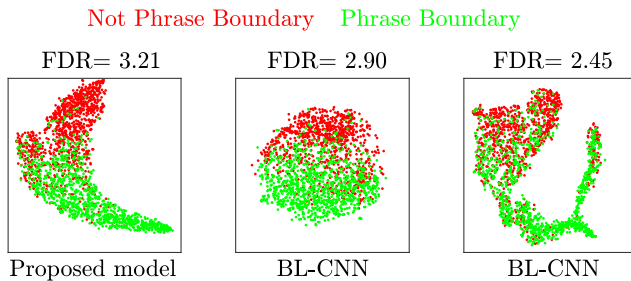 Not Phrase Boundary Phrase Boundary
FDR= 3.21 FDR= 2.90 FDR= 2.45
Proposed model BL-CNN BL-CNN